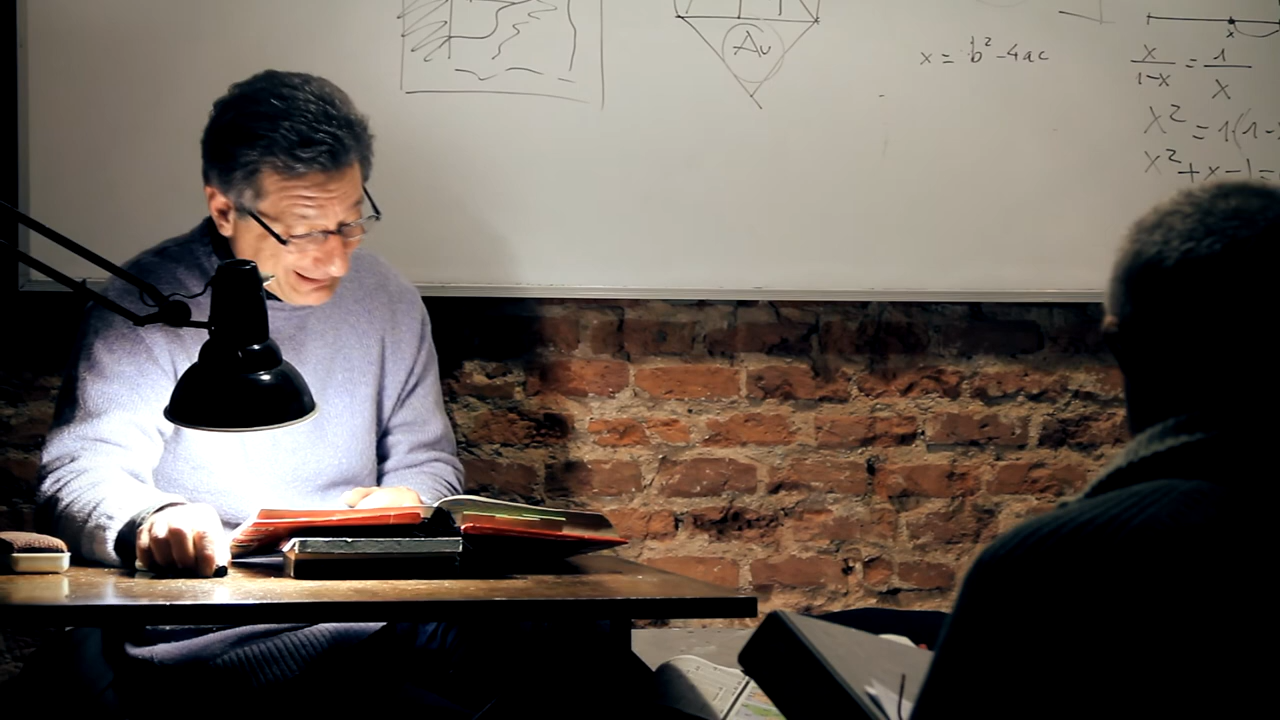 Au
x = b² - 4ac
x
x/1-x = 1/x
x² = 1(1-
x² + x - 1 =